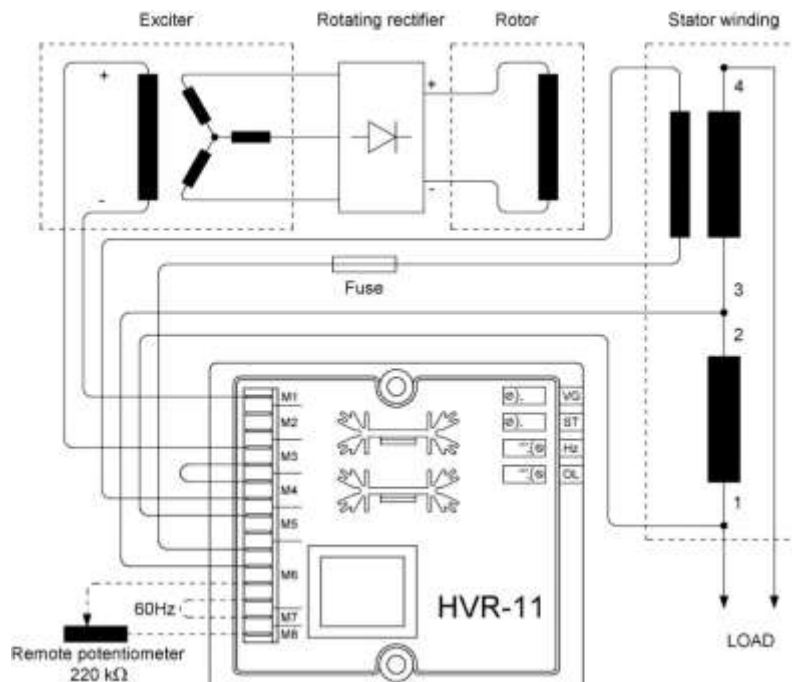 Exciter
Rotating rectifier
Rotor
Stator winding
+
-
+
-
4
3
2
1
Fuse
M1
M2
M3
M4
M5
M6
M7
M8
VG
ST
Hz
OL
60Hz
HVR-11
Remote potentiometer
220 kΩ
LOAD